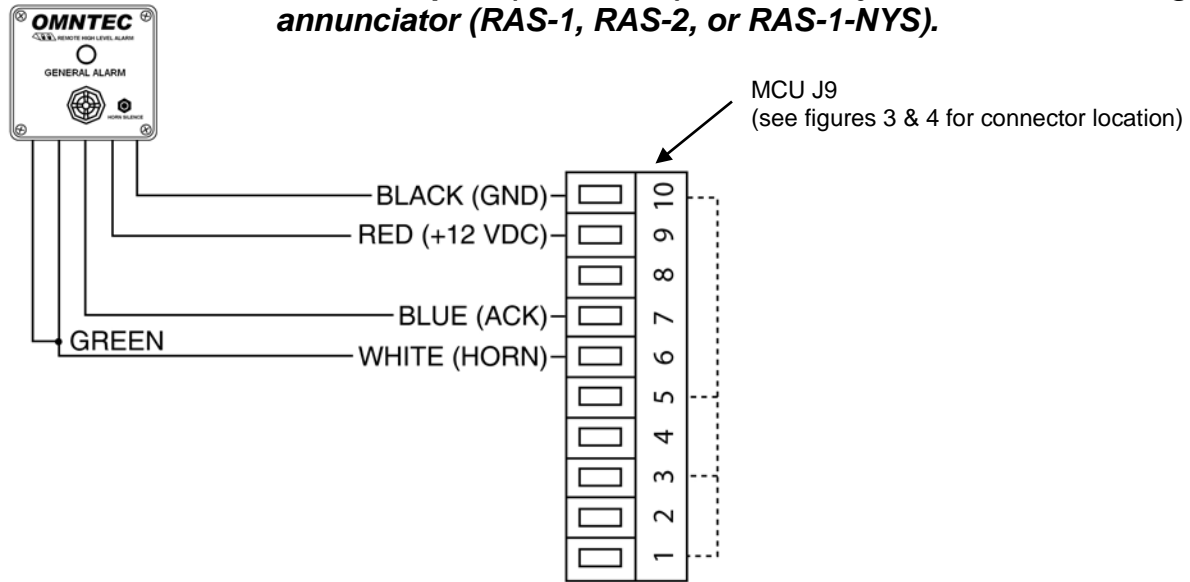 annunciator (RAS-1, RAS-2, or RAS-1-NYS).
OMNTEC ®
REMOTE HIGH LEVEL ALARM
GENERAL ALARM
HORN SILENCE
MCU J9
(see figures 3 & 4 for connector location)
BLACK (GND)
RED (+12 VDC)
BLUE (ACK)
GREEN
WHITE (HORN)
10
9
8
7
6
5
4
3
2
1